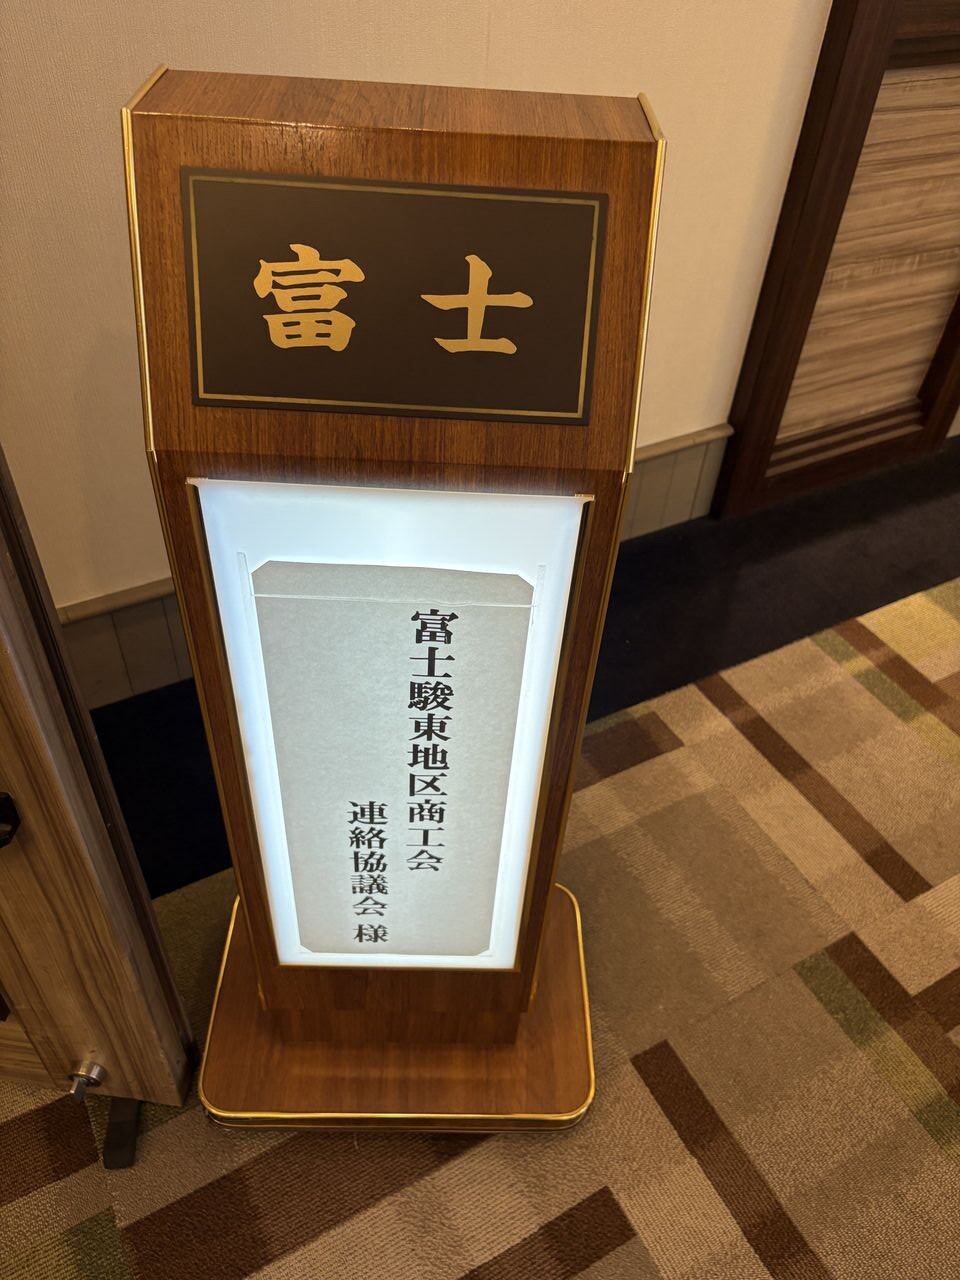 富士
富士駿東地区商工会
連絡協議会 様